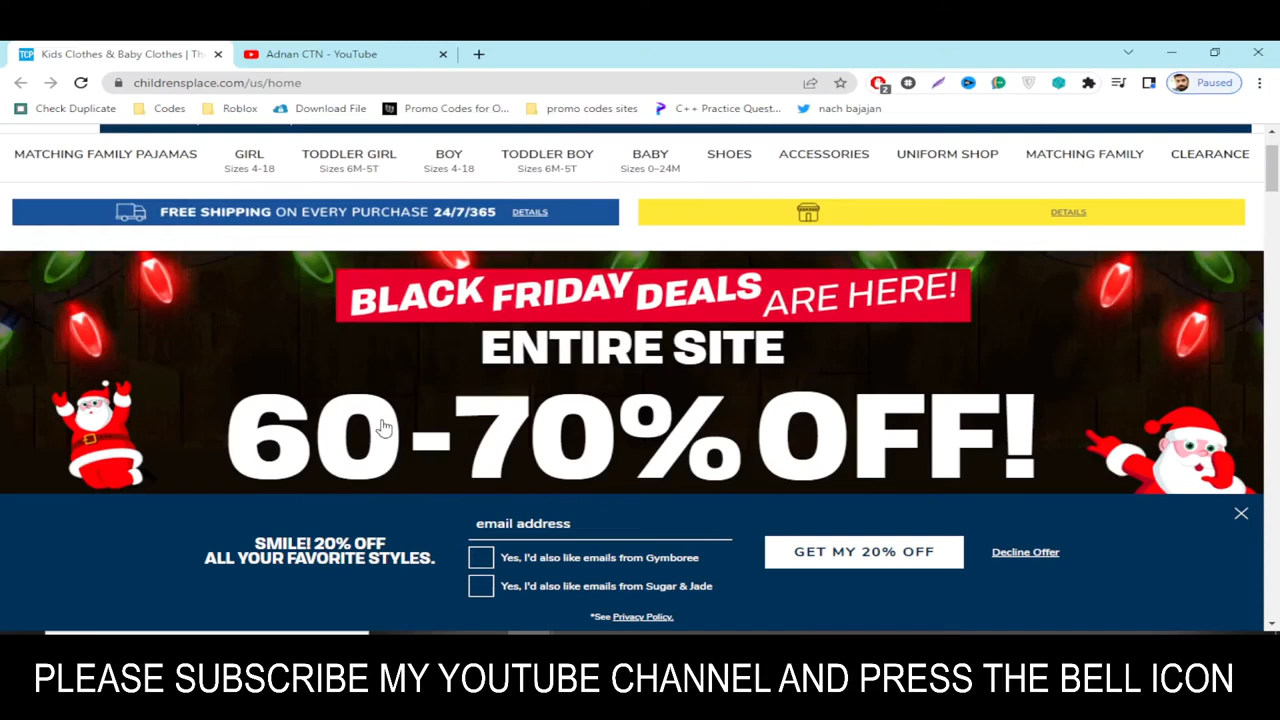 TCP Kids Clothes & Baby Clothes | Th
Adnan CTN - YouTube
childrensplace.com/us/home
2
Paused
Check Duplicate
Codes
Roblox
Download File
Promo Codes for O...
promo codes sites
C++ Practice Quest...
nach bajajan
MATCHING FAMILY PAJAMAS
GIRL
Sizes 4-18
TODDLER GIRL
Sizes 6M-5T
BOY
Sizes 4-18
TODDLER BOY
Sizes 6M-5T
BABY
Sizes 0–24M
SHOES
ACCESSORIES
UNIFORM SHOP
MATCHING FAMILY
CLEARANCE
FREE SHIPPING ON EVERY PURCHASE 24/7/365 DETAILS
DETAILS
BLACK FRIDAY DEALS ARE HERE!
ENTIRE SITE
60-70% OFF!
SMILE! 20% OFF
ALL YOUR FAVORITE STYLES.
email address
Yes, I'd also like emails from Gymboree
Yes, I'd also like emails from Sugar & Jade
*See Privacy Policy.
GET MY 20% OFF
Decline Offer
PLEASE SUBSCRIBE MY YOUTUBE CHANNEL AND PRESS THE BELL ICON